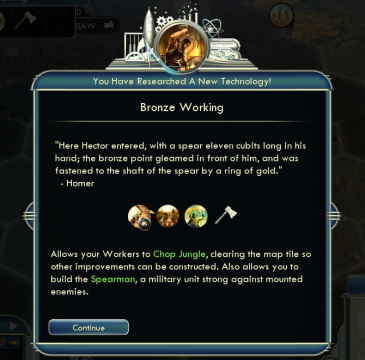 SAW
You Have Researched A New Technology!
Bronze Working
"Here Hector entered, with a spear eleven cubits long in his
hand; the bronze point gleamed in front of him, and was
fastened to the shaft of the spear by a ring of gold."
- Homer
Allows your Workers to Chop Jungle, clearing the map tile so
other improvements can be constructed. Also allows you to
build the Spearman, a military unit strong against mounted
enemies.
Continue